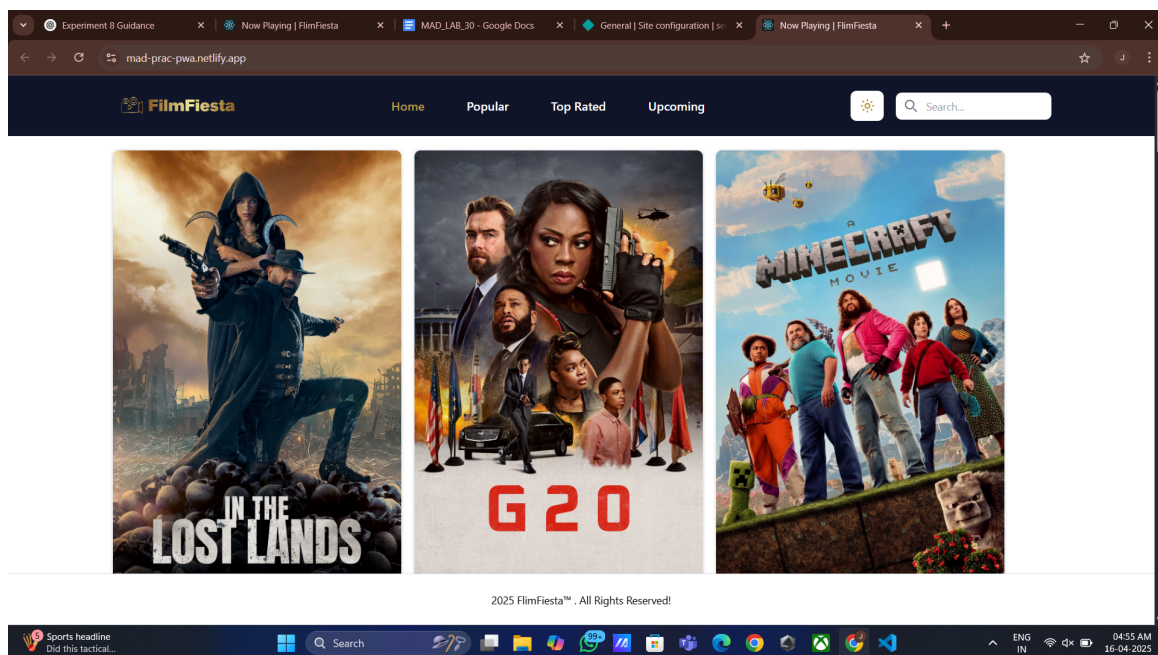 Experiment 8 Guidance
Now Playing | FlimFiesta
MAD_LAB_30 - Google Docs
General | Site configuration | so
Now Playing | FlimFiesta
mad-prac-pwa.netlify.app
J
FilmFiesta
Home
Popular
Top Rated
Upcoming
Search...
IN THE
LOST LANDS
G20
A
MINECRAFT
MOVIE
2025 FlimFiesta™ . All Rights Reserved!
5
Sports headline
Did this tactical...
Search
99+
ENG
IN
04:55 AM
16-04-2025